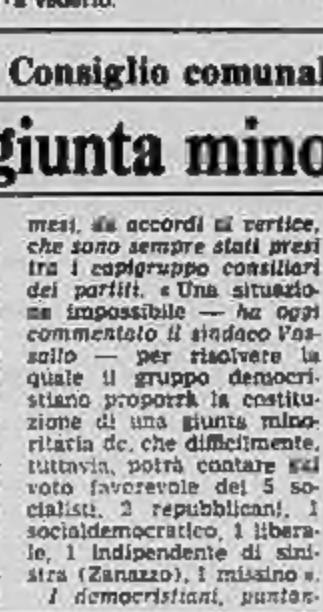 Consiglio comunal
giunta mino
mesi, da accordi al vertice,
che sono sempre stati presi
tra i capigruppo consiliari
dei partiti. « Una situazio-
ne impossibile — ha oggi
commentato il sindaco Vas-
sallo — per risolvere la
quale il gruppo democri-
stiano proporrà la costitu-
zione di una giunta mino-
ritaria dc, che difficilmente,
tuttavia, potrà contare sul
voto favorevole dei 5 so-
cialisti, 2 repubblicani, 1
socialdemocratico, 1 libera-
le, 1 indipendente di sini-
stra (Zanazzo), 1 missino ».
I democristiani, punten-